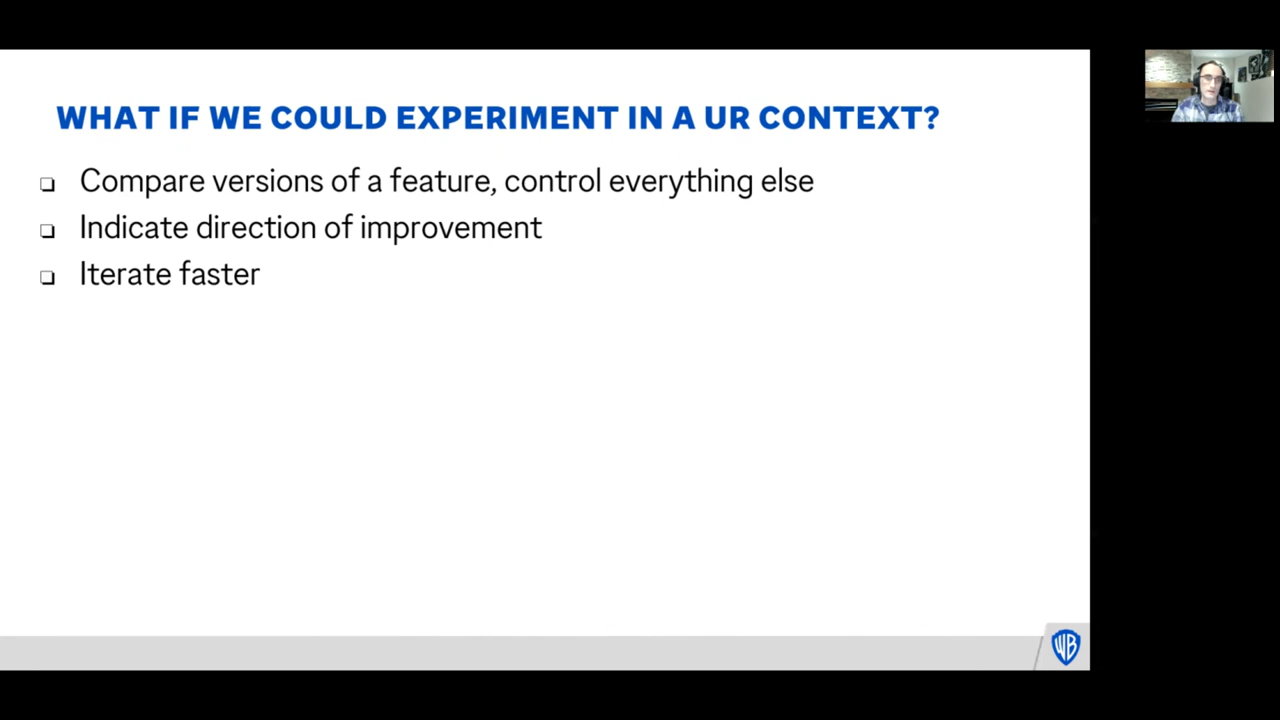 WHAT IF WE COULD EXPERIMENT IN A UR CONTEXT?
❏ Compare versions of a feature, control everything else
❏ Indicate direction of improvement
❏ Iterate faster
WB